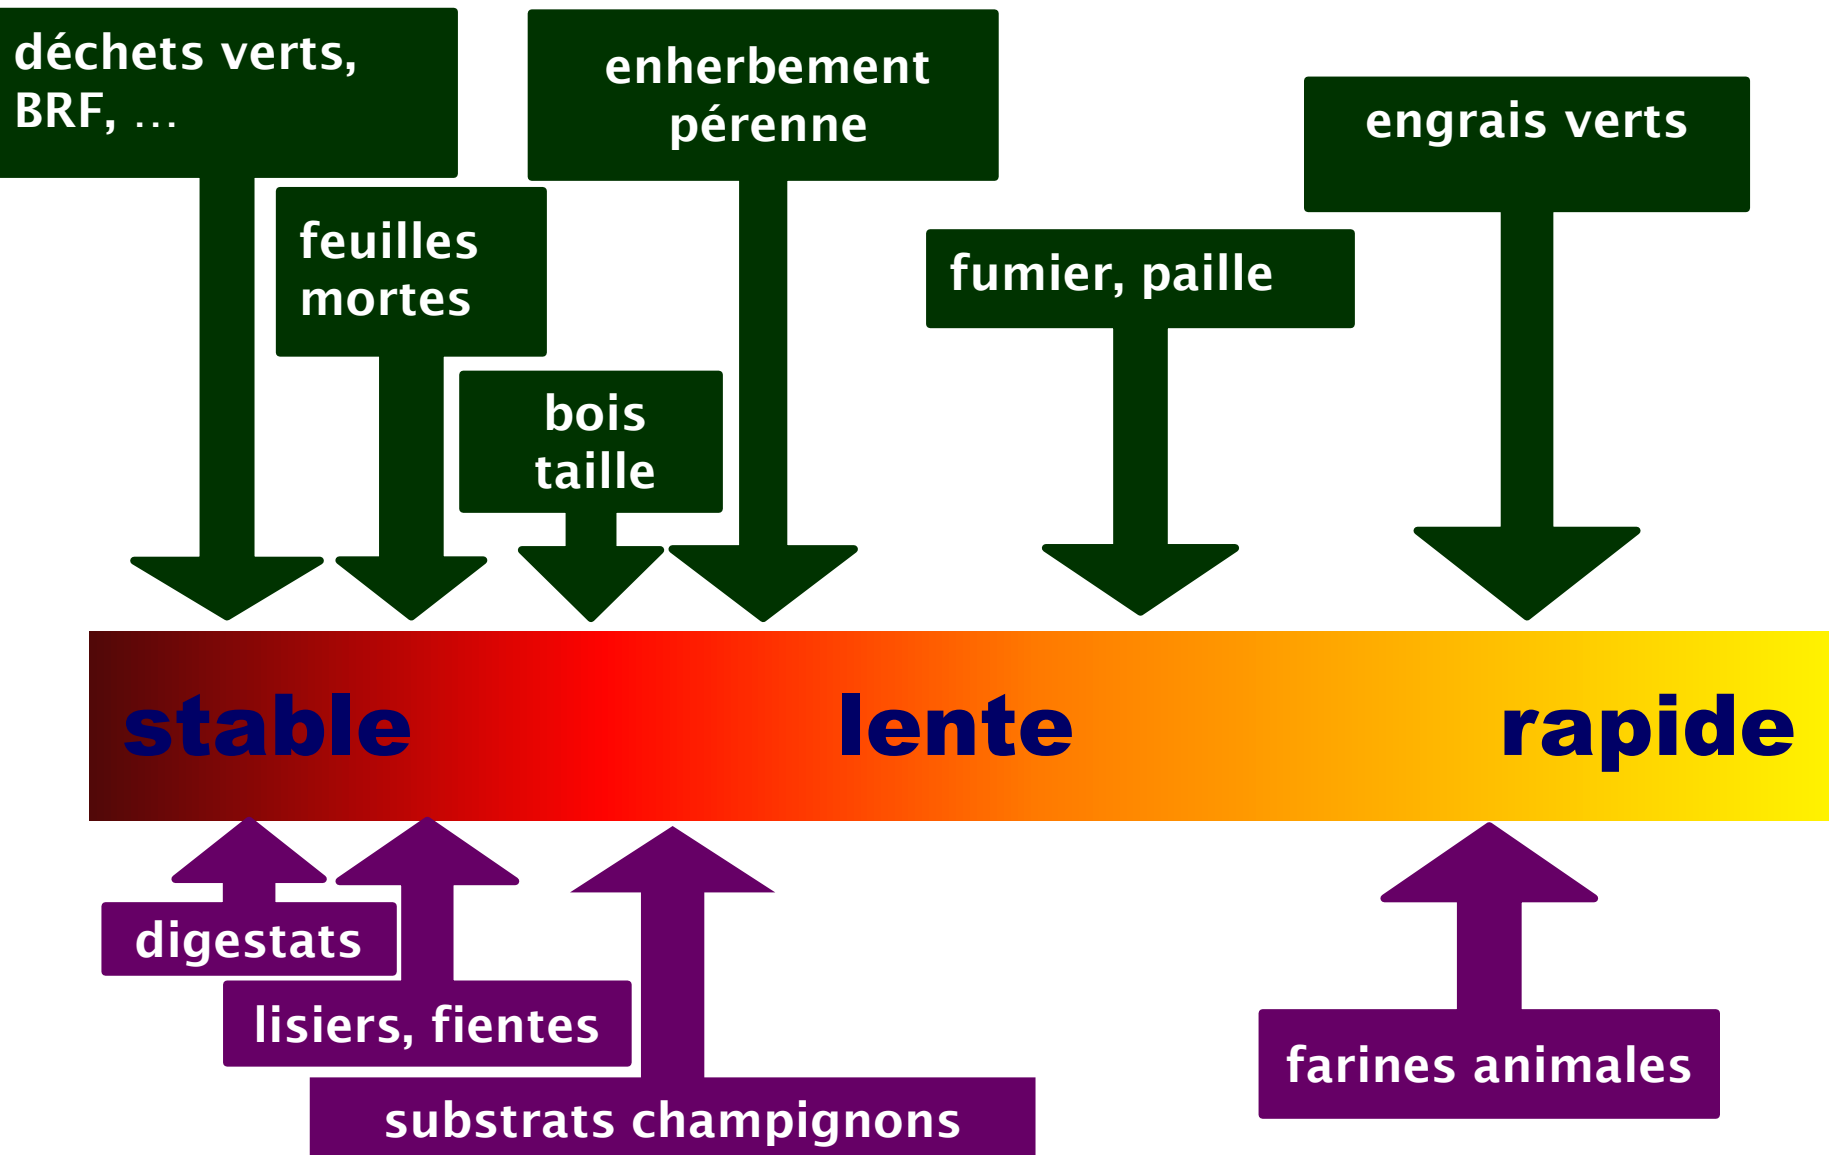 déchets verts,
BRF, …
enherbement
pérenne
engrais verts
feuilles
mortes
fumier, paille
bois
taille
stable
lente
rapide
digestats
lisiers, fientes
farines animales
substrats champignons